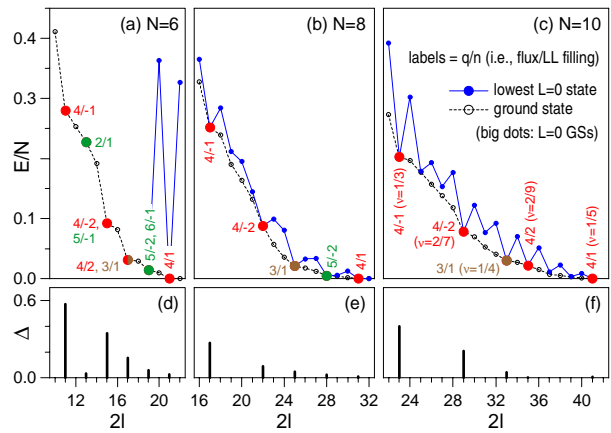 (a) N=6
(b) N=8
(c) N=10
labels = q/n (i.e., flux/LL filling)
lowest L=0 state
ground state
(big dots: L=0 GSs)
E/N
0.4
0.3
0.2
0.1
0.0
4/-1
2/1
4/-2,
5/-1
4/2, 3/1
5/-2, 6/-1
4/1
4/-1
4/-2
3/1
5/-2
4/1
4/-1 (ν=1/3)
4/-2
(ν=2/7)
3/1 (ν=1/4)
4/2 (ν=2/9)
4/1 (ν=1/5)
(d)
(e)
(f)
Δ
0.6
0.0
12 16 20
16 20 24 28 32
24 28 32 36 40
2l
2l
2l